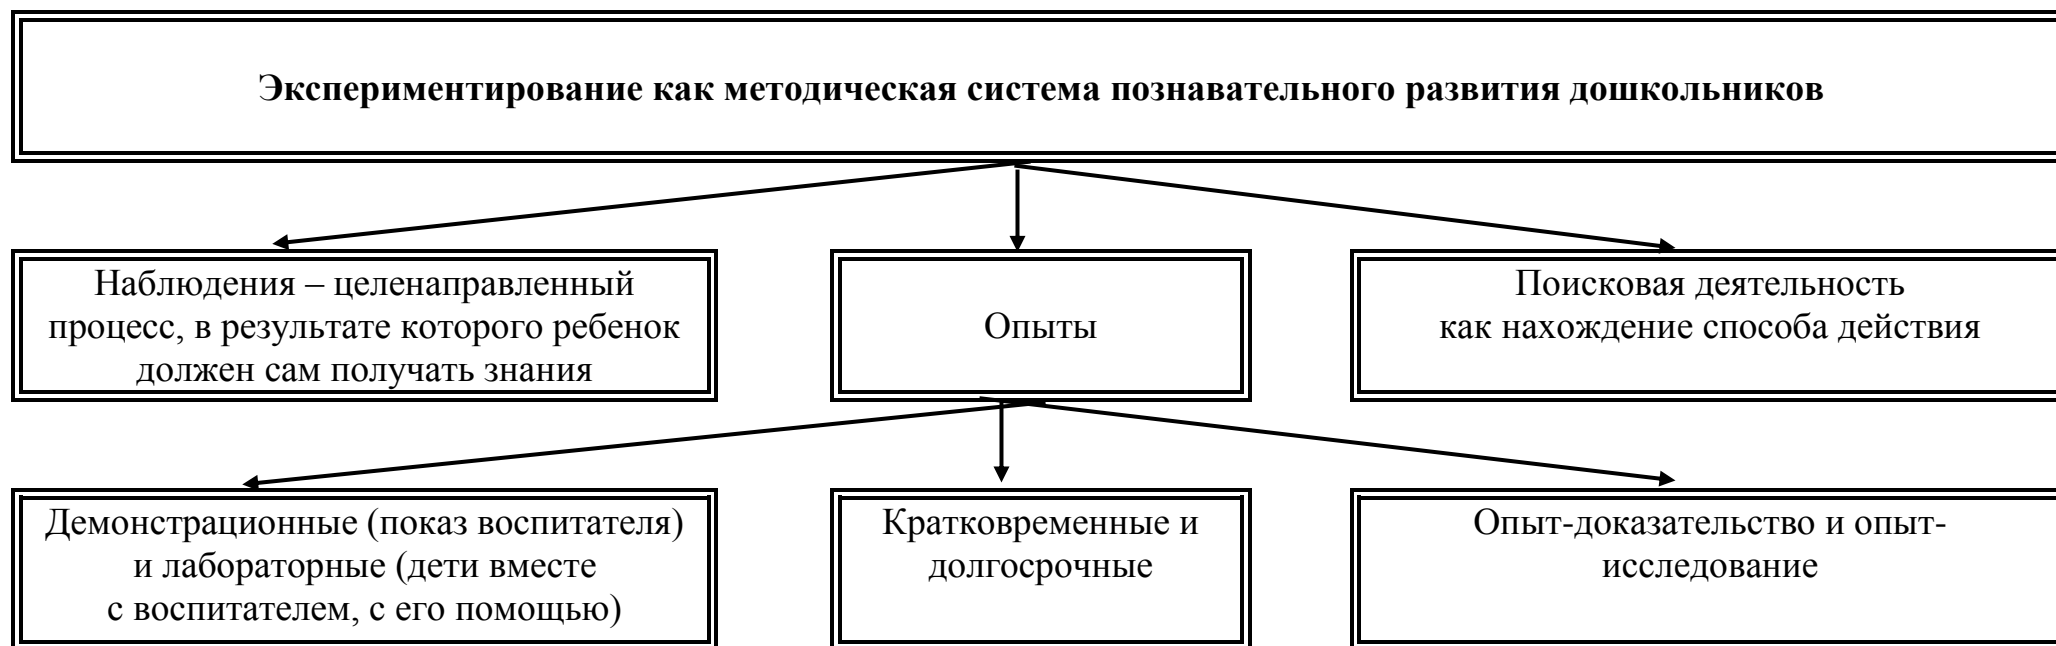 Экспериментирование как методическая система познавательного развития дошкольников
Наблюдения – целенаправленный
процесс, в результате которого ребенок
должен сам получать знания
Опыты
Поисковая деятельность
как нахождение способа действия
Демонстрационные (показ воспитателя)
и лабораторные (дети вместе
с воспитателем, с его помощью)
Кратковременные и
долгосрочные
Опыт-доказательство и опыт-
исследование